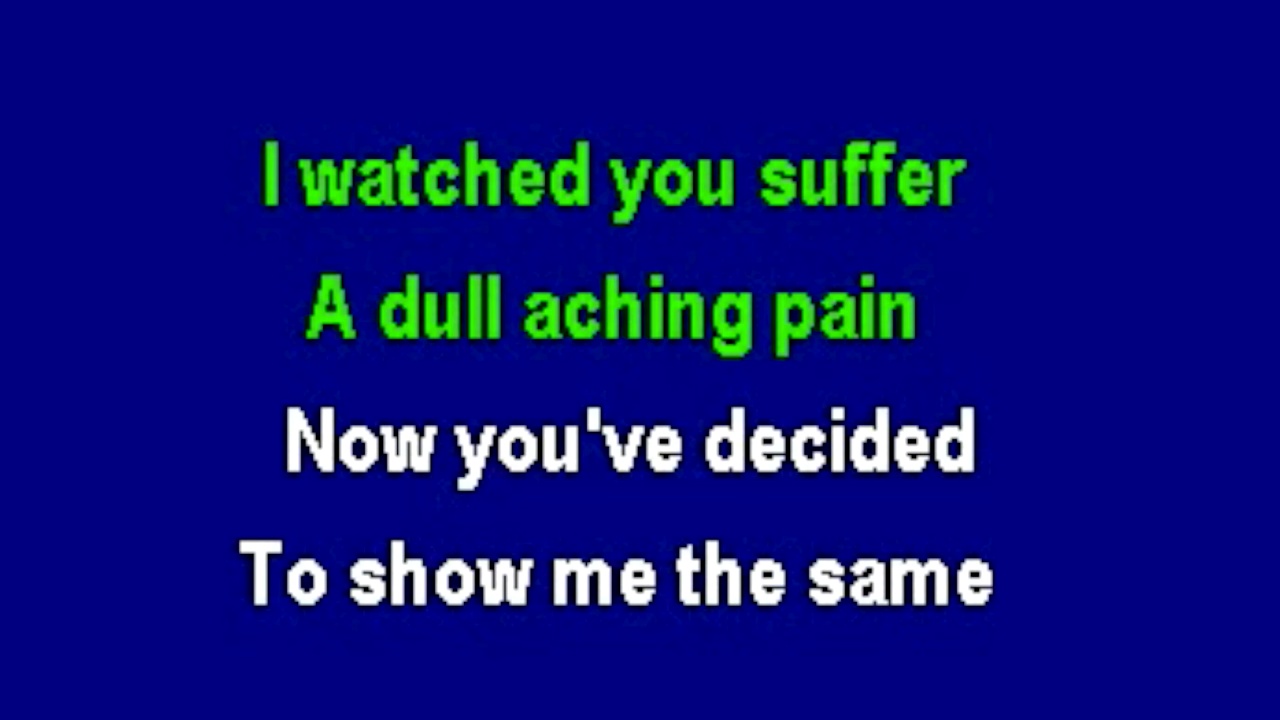 I watched you suffer
A dull aching pain
Now you've decided
To show me the same